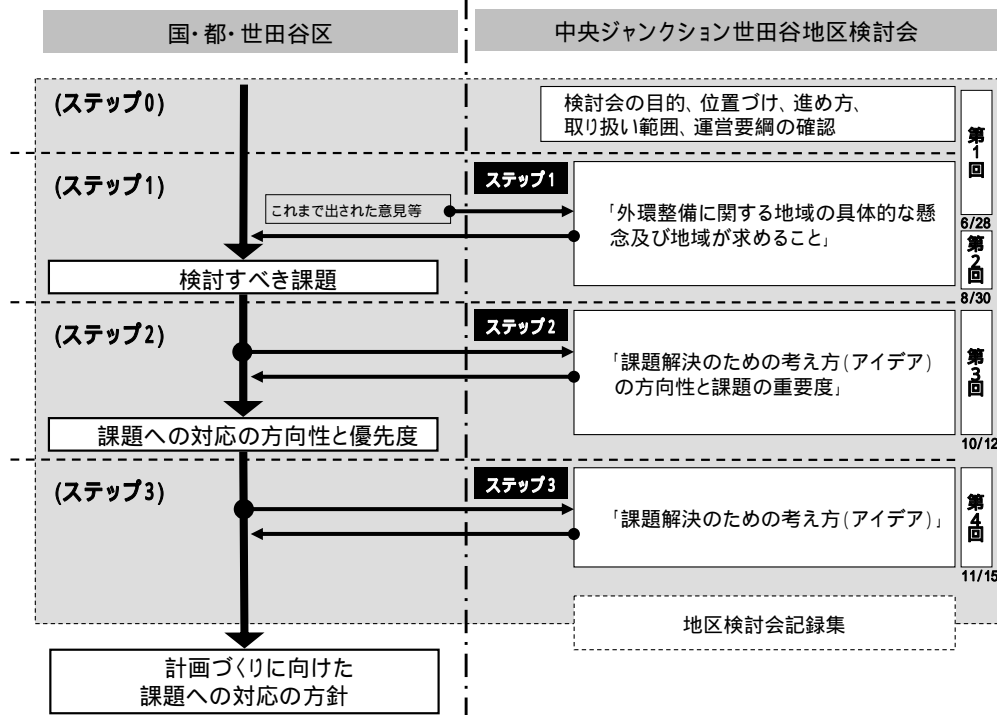 国・都・世田谷区
中央ジャンクション世田谷地区検討会
(ステップ0)
検討会の目的、位置づけ、進め方、
取り扱い範囲、運営要綱の確認
第1回
6/28
(ステップ1)
ステップ1
これまで出された意見等
「外環整備に関する地域の具体的な懸
念及び地域が求めること」
第2回
8/30
検討すべき課題
(ステップ2)
ステップ2
「課題解決のための考え方(アイデア)
の方向性と課題の重要度」
第3回
10/12
課題への対応の方向性と優先度
(ステップ3)
ステップ3
「課題解決のための考え方(アイデア)」
第4回
11/15
地区検討会記録集
計画づくりに向けた
課題への対応の方針